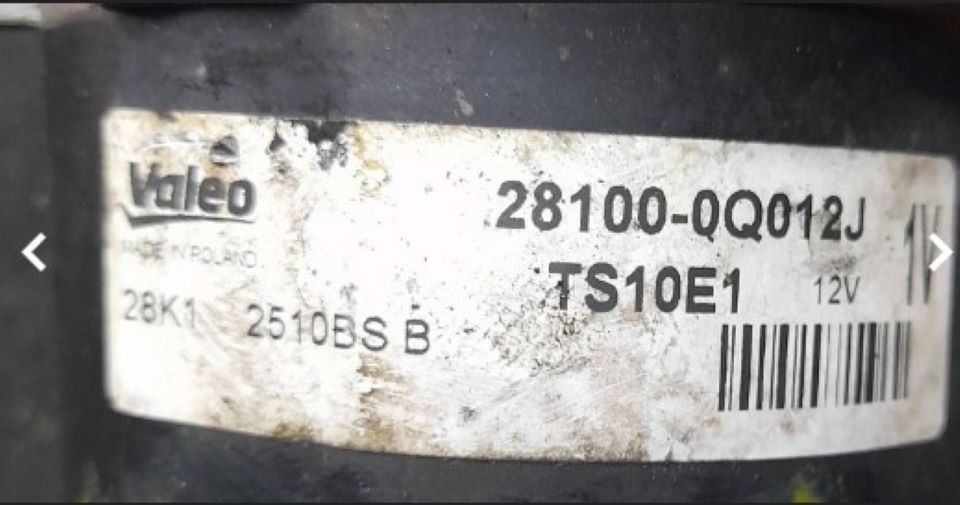 Valeo
MADE IN POLAND
28K1 2510BS B
28100-0Q012J
TS10E1 12V
1V